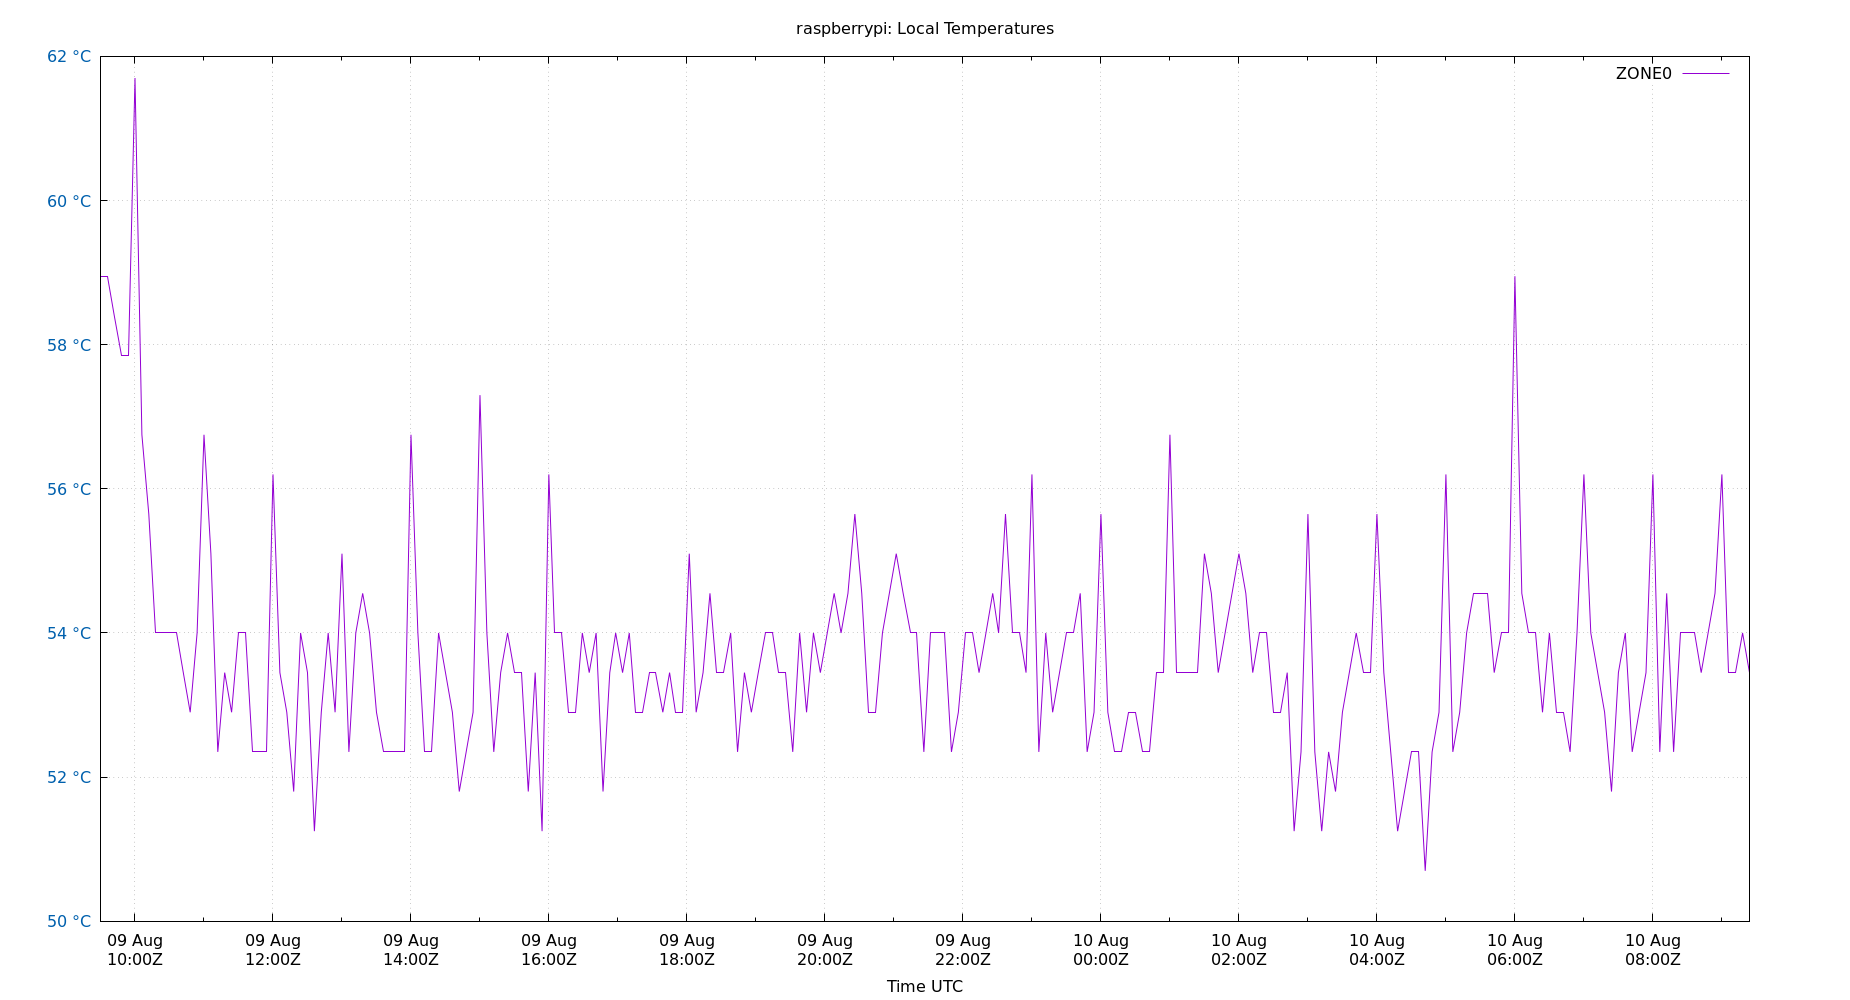 raspberrypi: Local Temperatures
ZONE0
62 °C
60 °C
58 °C
56 °C
54 °C
52 °C
50 °C
09 Aug 09 Aug 09 Aug 09 Aug 09 Aug 09 Aug 09 Aug 10 Aug 10 Aug 10 Aug 10 Aug 10 Aug
10:00Z 12:00Z 14:00Z 16:00Z 18:00Z 20:00Z 22:00Z 00:00Z 02:00Z 04:00Z 06:00Z 08:00Z
Time UTC